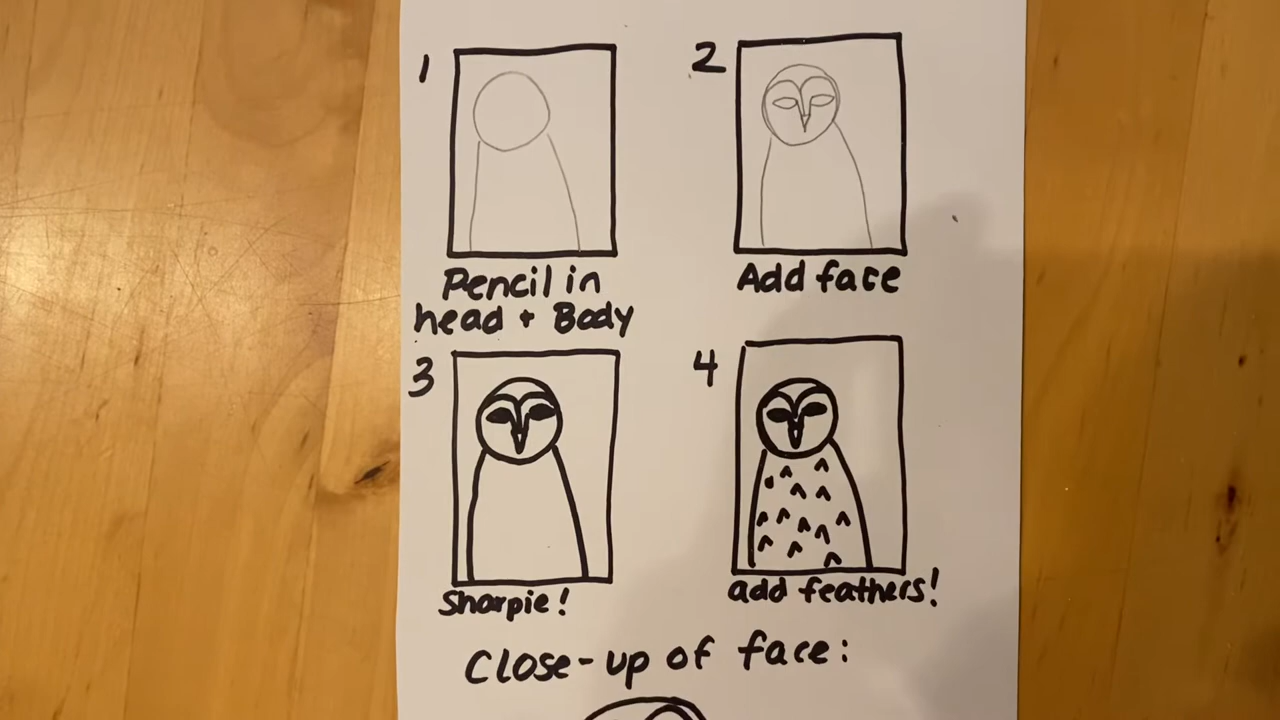 1
2
Pencil in
head + Body
Add face
3
4
Sharpie!
add feathers!
Close-up of face: